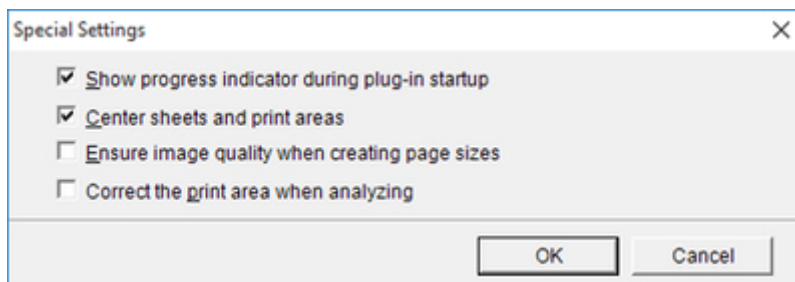 Special Settings
Show progress indicator during plug-in startup
Center sheets and print areas
Ensure image quality when creating page sizes
Correct the print area when analyzing
OK Cancel